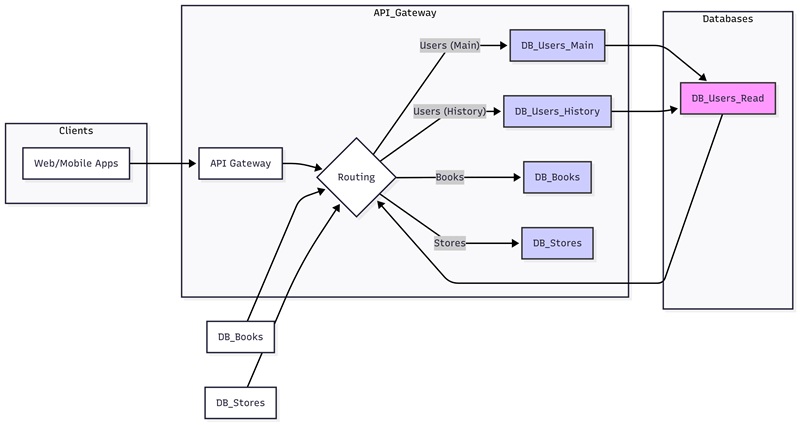 API_Gateway
Databases
Users (Main)
DB_Users_Main
DB_Users_Read
Users (History)
DB_Users_History
Clients
Web/Mobile Apps
API Gateway
Routing
Books
DB_Books
Stores
DB_Stores
DB_Books
DB_Stores